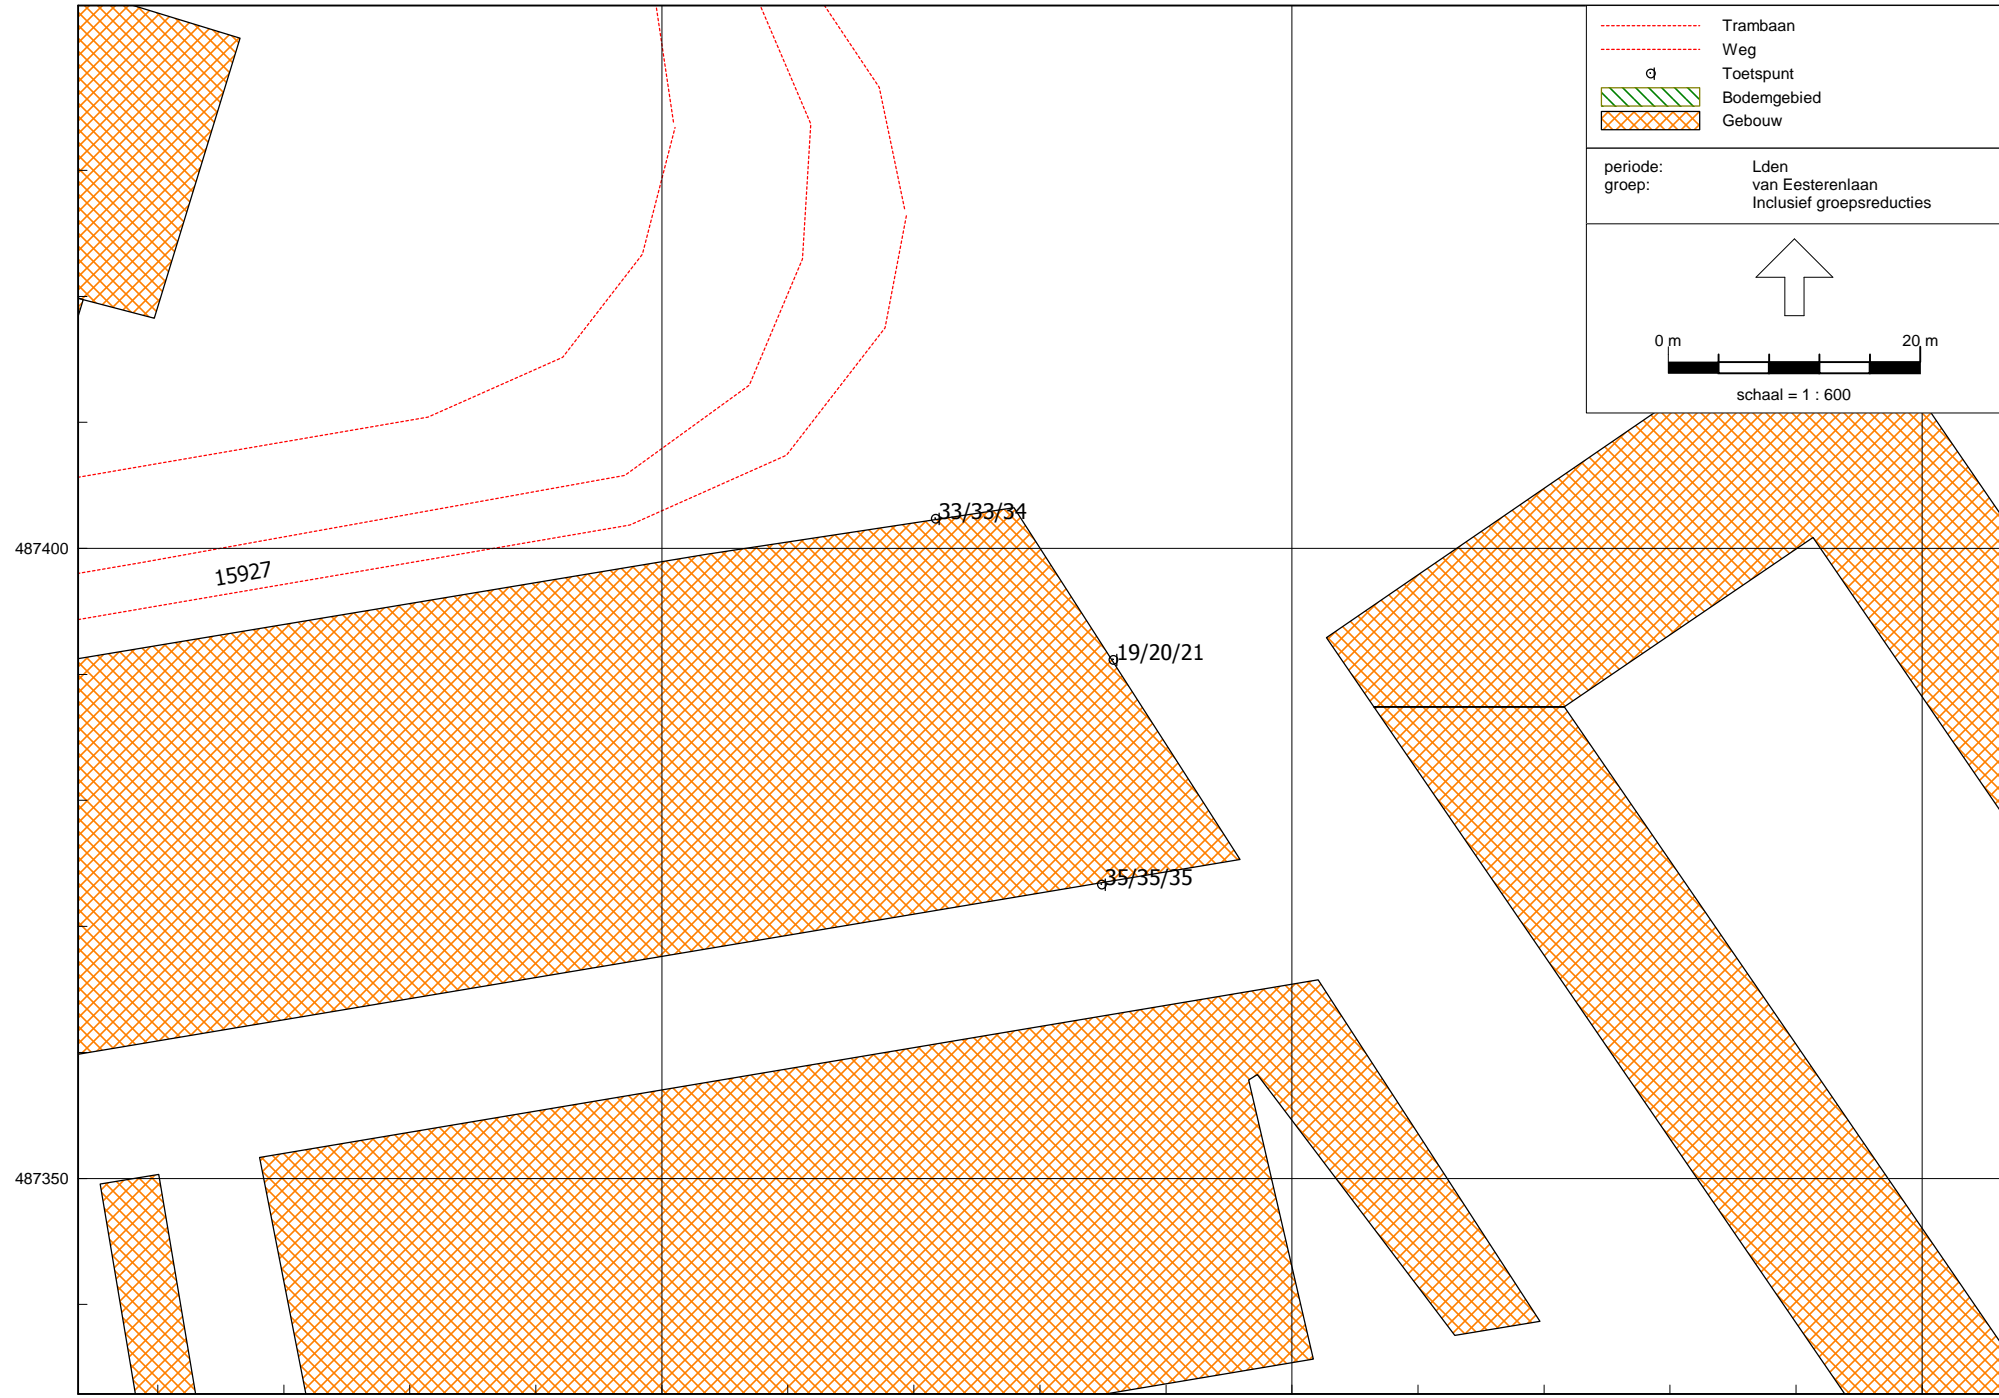 Trambaan
Weg
Toetspunt
Bodemgebied
Gebouw
periode: Lden
groep: van Eesterenlaan
Inclusief groepsreducties
0 m 20 m
schaal = 1 : 600
33/33/34
487400
15927
19/20/21
35/35/35
487350